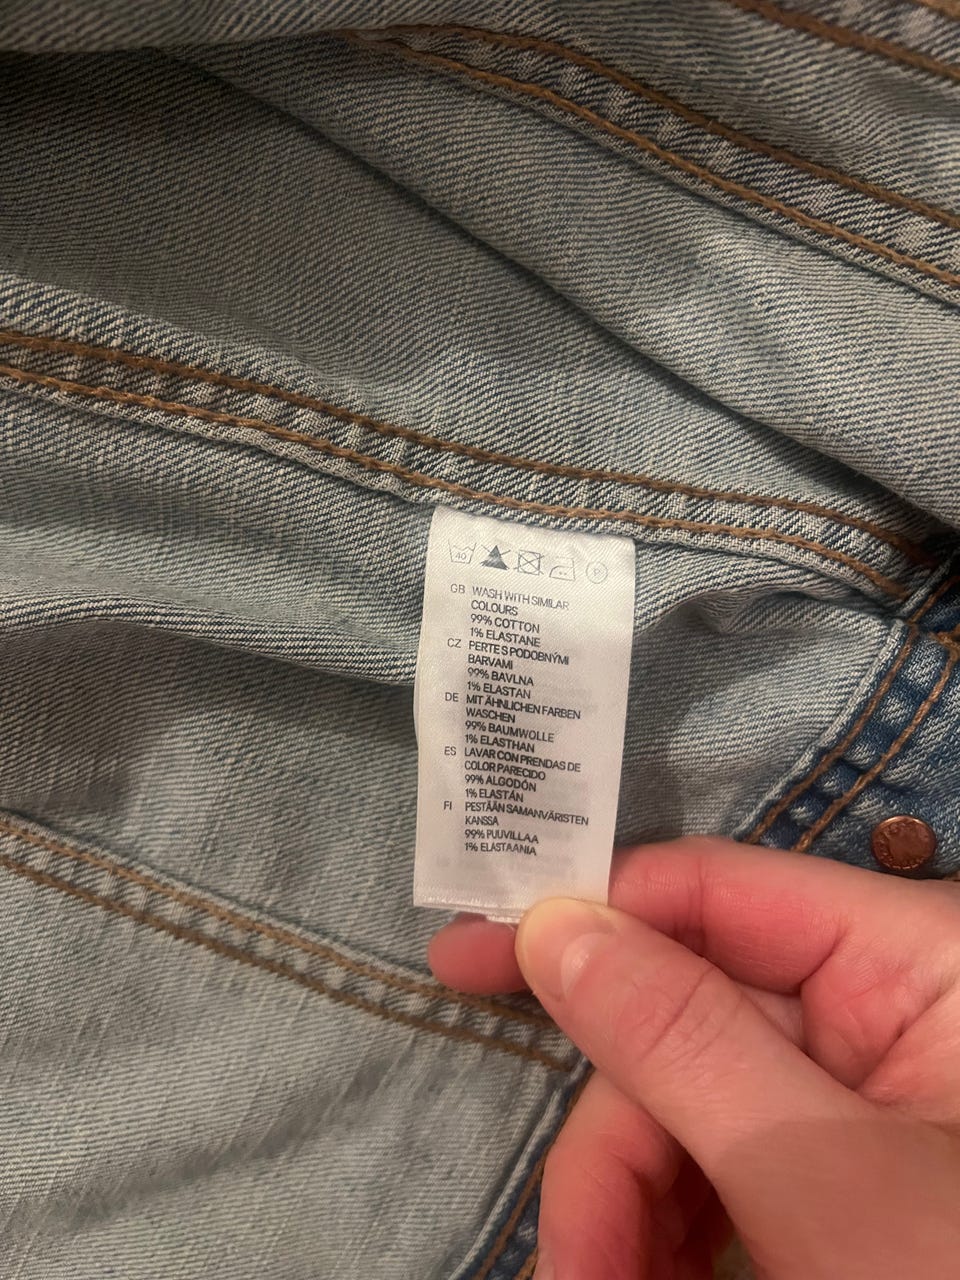 40 P
GB WASH WITH SIMILAR
COLOURS
99% COTTON
1% ELASTANE
CZ PERTE S PODOBNÝMI
BARVAMI
99% BAVLNA
1% ELASTAN
DE MIT ÄHNLICHEN FARBEN
WASCHEN
99% BAUMWOLLE
1% ELASTHAN
ES LAVAR CON PRENDAS DE
COLOR PARECIDO
99% ALGODÓN
1% ELASTÁN
FI PESTÄÄN SAMANVÄRISTEN
KANSSA
99% PUUVILLAA
1% ELASTAANIA